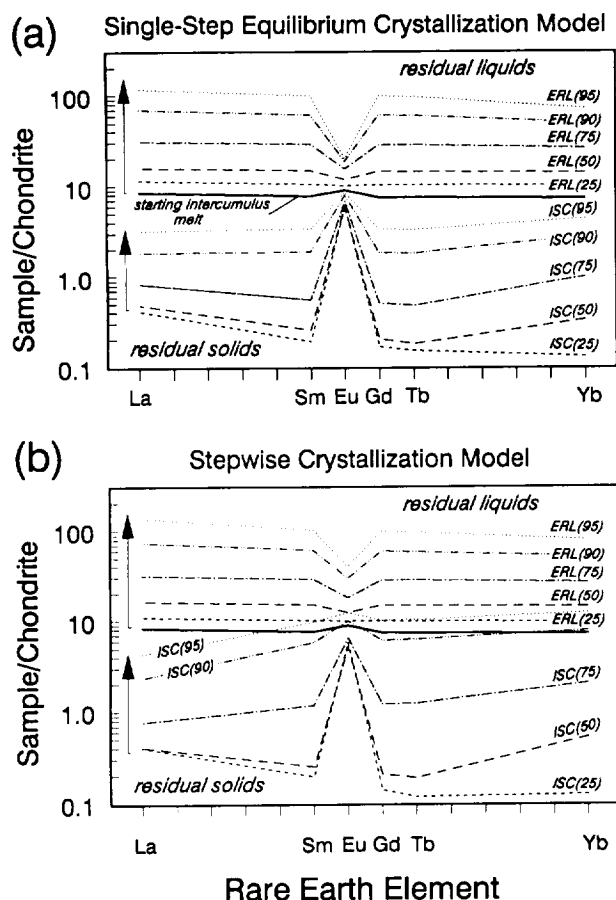 (a) Single-Step Equilibrium Crystallization Model
residual liquids
Sample/Chondrite
100
10
1.0
0.1
ERL(95)
ERL(90)
ERL(75)
ERL(50)
ERL(25)
starting intercumulus
melt
ISC(95)
ISC(90)
ISC(75)
ISC(50)
ISC(25)
residual solids
La Sm Eu Gd Tb Yb
(b) Stepwise Crystallization Model
residual liquids
Sample/Chondrite
100
10
1.0
0.1
ERL(95)
ERL(90)
ERL(75)
ERL(50)
ERL(25)
ISC(95)
ISC(90)
ISC(75)
ISC(50)
ISC(25)
residual solids
La Sm Eu Gd Tb Yb
Rare Earth Element